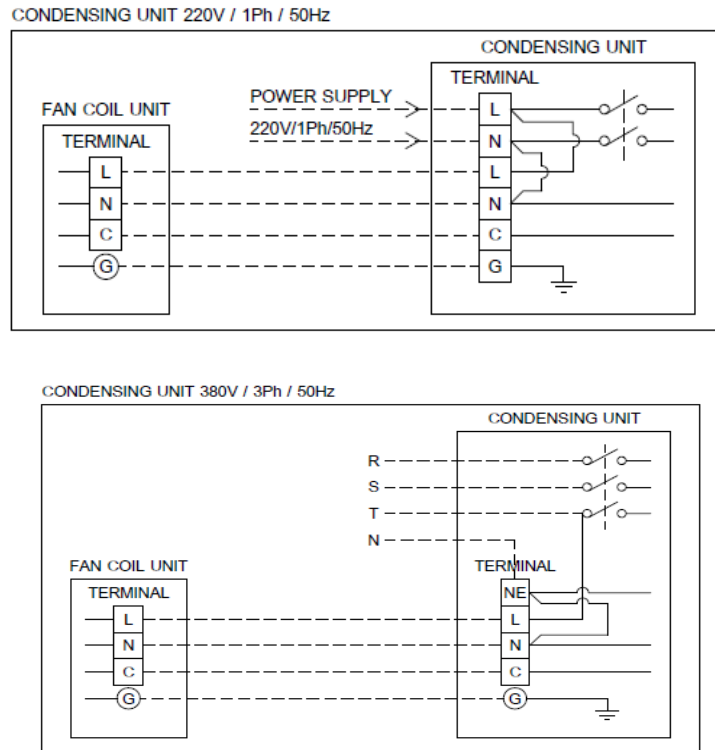 CONDENSING UNIT 220V / 1Ph / 50Hz
CONDENSING UNIT
TERMINAL
POWER SUPPLY
L
FAN COIL UNIT
220V/1Ph/50Hz
TERMINAL
N
L
L
N
N
C
C
G
G
CONDENSING UNIT 380V / 3Ph / 50Hz
CONDENSING UNIT
R
S
T
N
FAN COIL UNIT
TERMINAL
TERMINAL
NE
L
L
N
N
C
C
G
G